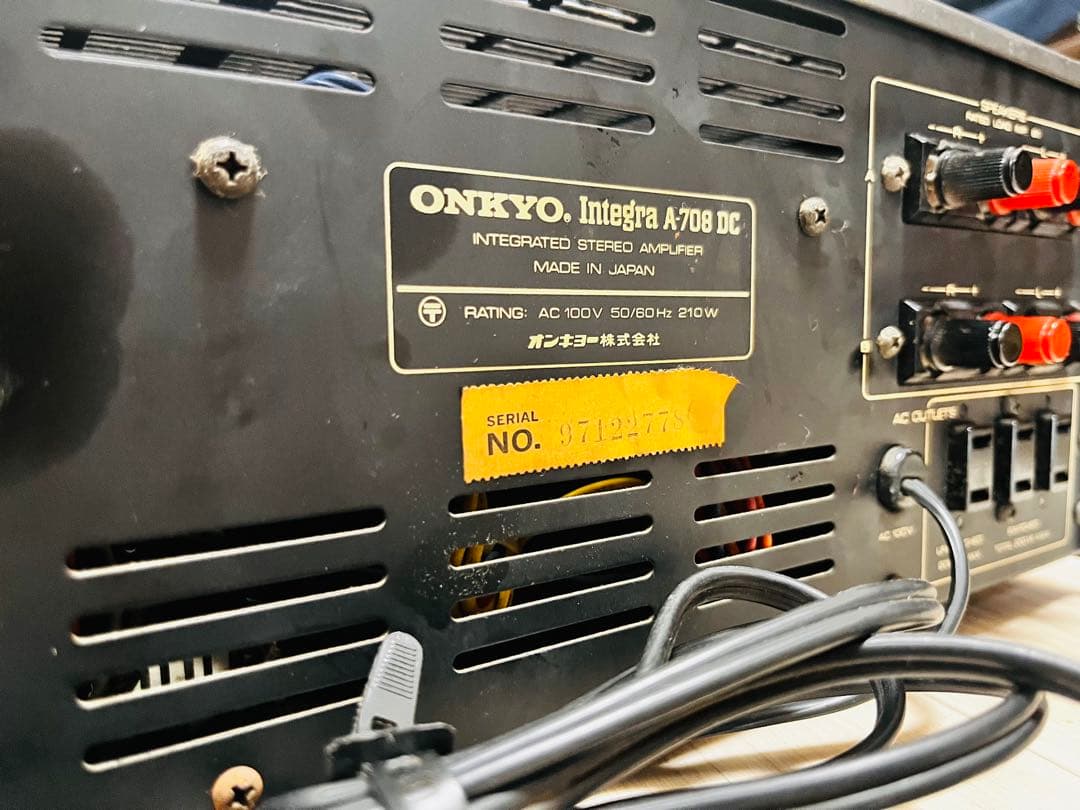 ONKYO® Integra A-708 DC
INTEGRATED STEREO AMPLIFIER
MADE IN JAPAN
RATING: AC 100V 50/60Hz 210W
オンキヨー株式会社
SERIAL
NO. 97122778
SPEAKERS
A
B
AC OUTLETS
AC 100V